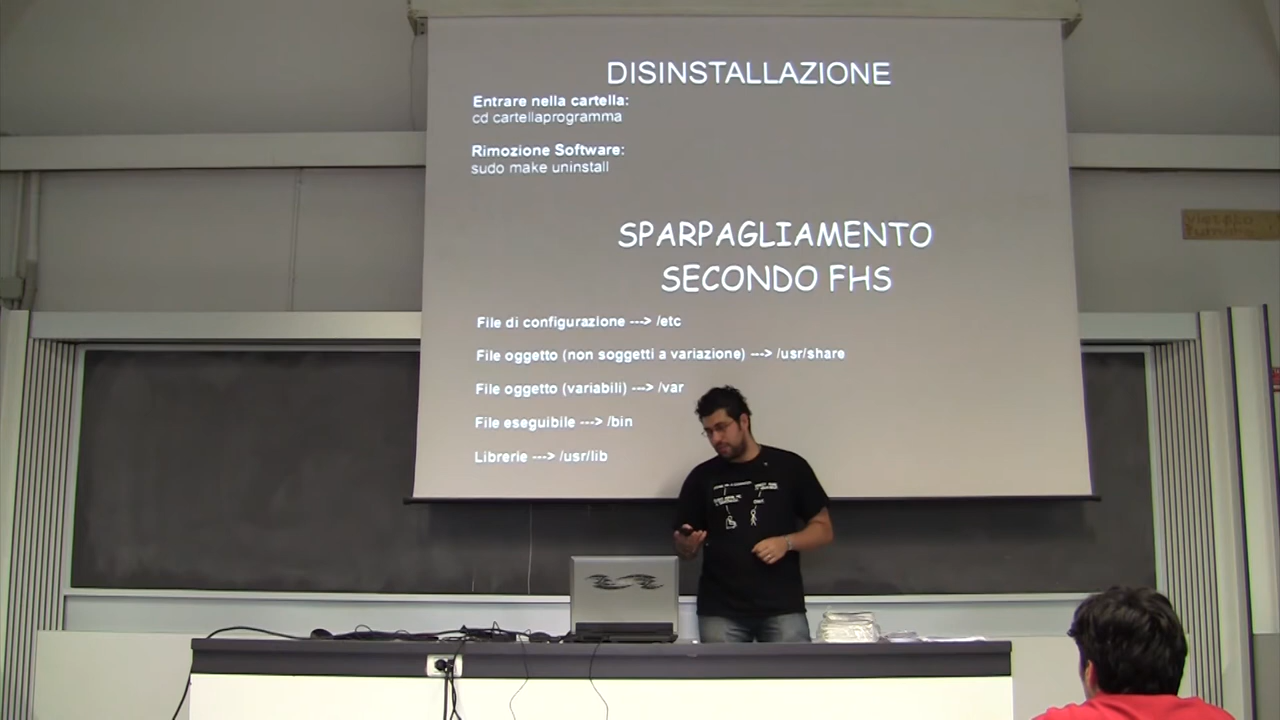 DISINSTALLAZIONE
Entrare nella cartella:
cd cartellaprogramma
Rimozione Software:
sudo make uninstall
SPARPAGLIAMENTO
SECONDO FHS
File di configurazione ---> /etc
File oggetto (non soggetti a variazione) ---> /usr/share
File oggetto (variabili) ---> /var
File eseguibile ---> /bin
Librerie ---> /usr/lib